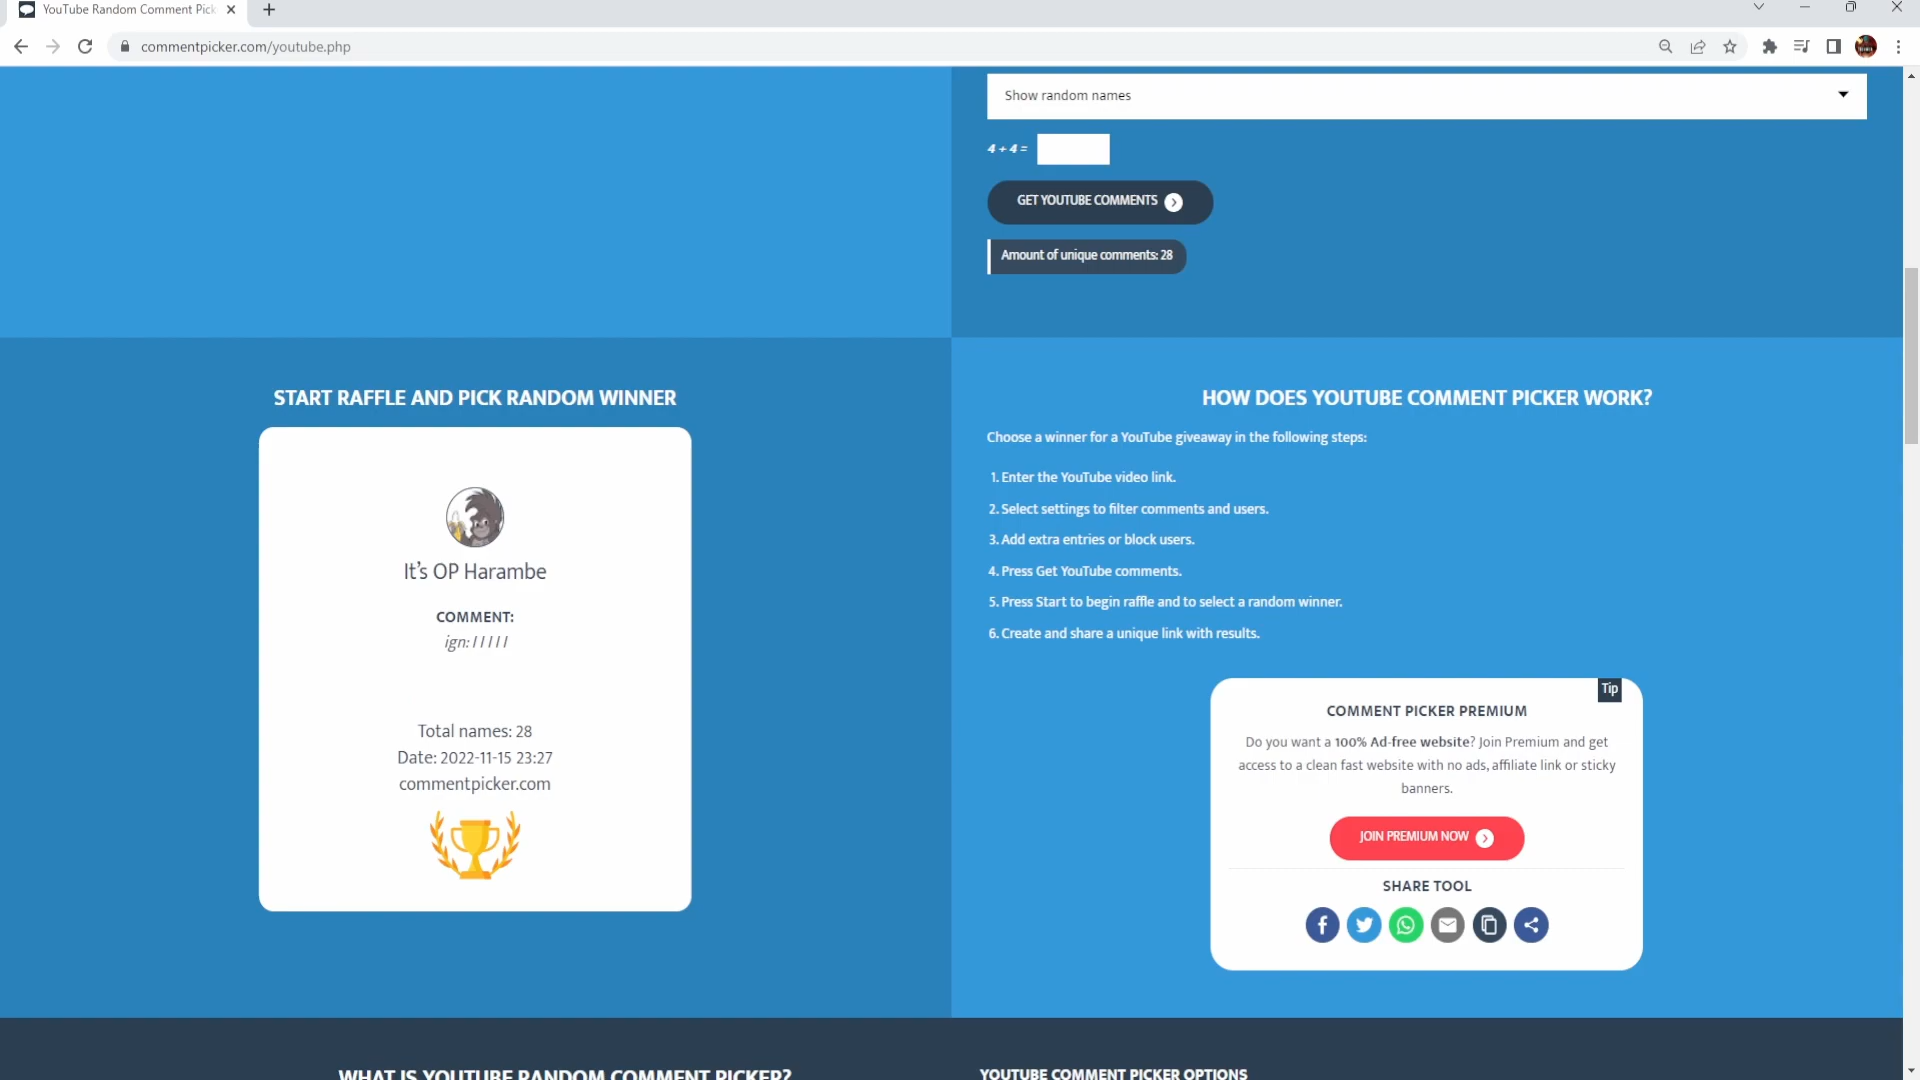 YouTube Random Comment Pick
commentpicker.com/youtube.php
Show random names
4 + 4 =
GET YOUTUBE COMMENTS
Amount of unique comments: 28
START RAFFLE AND PICK RANDOM WINNER
It's OP Harambe
COMMENT:
ign: l l l l l
Total names: 28
Date: 2022-11-15 23:27
commentpicker.com
HOW DOES YOUTUBE COMMENT PICKER WORK?
Choose a winner for a YouTube giveaway in the following steps:
1. Enter the YouTube video link.
2. Select settings to filter comments and users.
3. Add extra entries or block users.
4. Press Get YouTube comments.
5. Press Start to begin raffle and to select a random winner.
6. Create and share a unique link with results.
Tip
COMMENT PICKER PREMIUM
Do you want a 100% Ad-free website? Join Premium and get
access to a clean fast website with no ads, affiliate link or sticky
banners.
JOIN PREMIUM NOW
SHARE TOOL
WHAT IS YOUTUBE RANDOM COMMENT PICKER?
YOUTUBE COMMENT PICKER OPTIONS